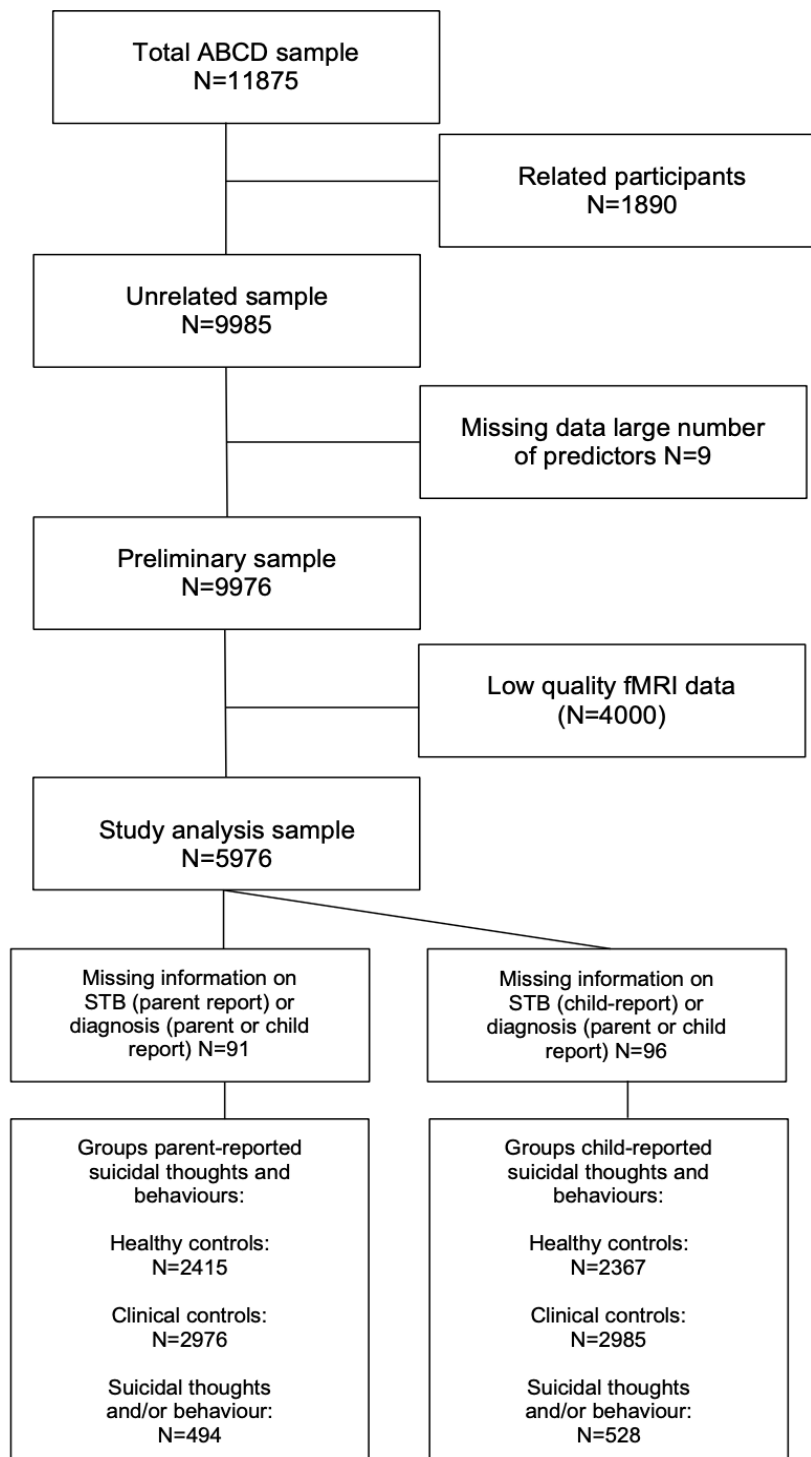 Total ABCD sample
N=11875
Related participants
N=1890
Unrelated sample
N=9985
Missing data large number
of predictors N=9
Preliminary sample
N=9976
Low quality fMRI data
(N=4000)
Study analysis sample
N=5976
Missing information on
STB (parent report) or
diagnosis (parent or child
report) N=91
Missing information on
STB (child-report) or
diagnosis (parent or child
report) N=96
Groups parent-reported
suicidal thoughts and
behaviours:
Healthy controls:
N=2415
Clinical controls:
N=2976
Suicidal thoughts
and/or behaviour:
N=494
Groups child-reported
suicidal thoughts and
behaviours:
Healthy controls:
N=2367
Clinical controls:
N=2985
Suicidal thoughts
and/or behaviour:
N=528